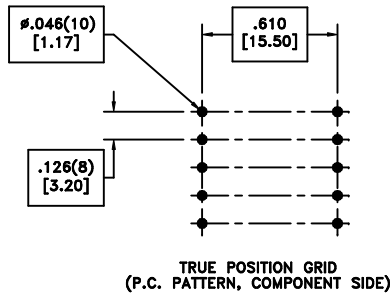 ø.046(10)
[1.17]
.610
[15.50]
.126(8)
[3.20]
TRUE POSITION GRID
(P.C. PATTERN, COMPONENT SIDE)